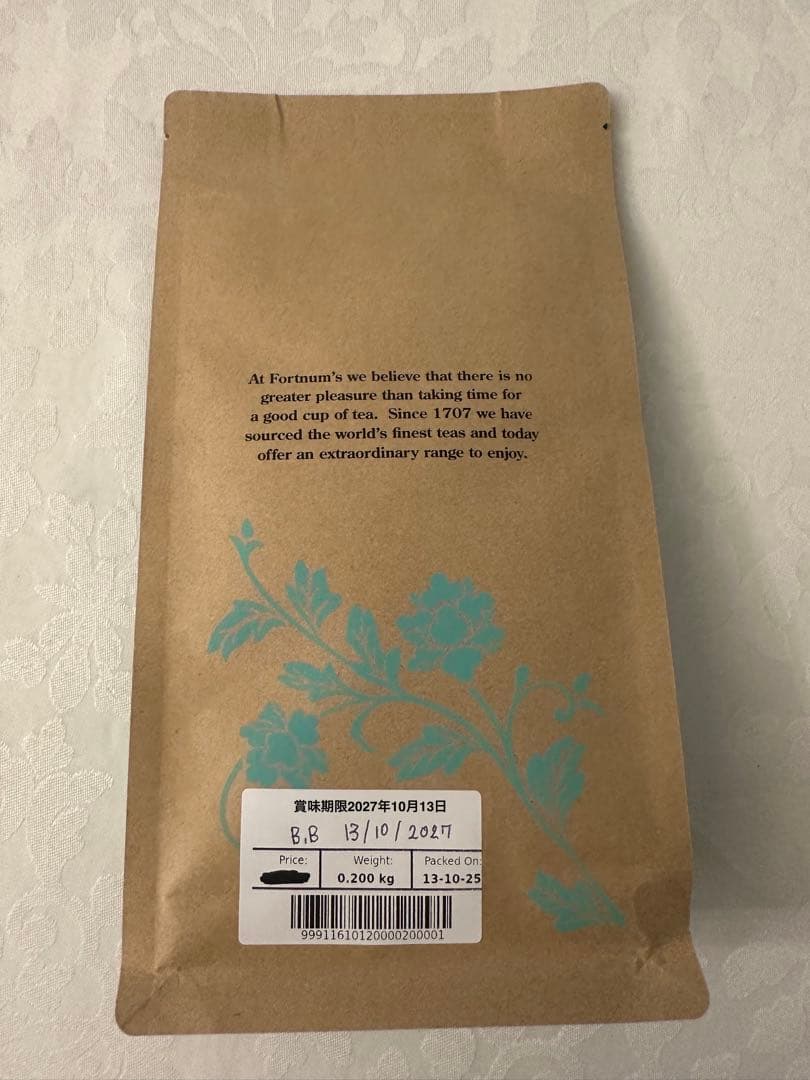 At Fortnum's we believe that there is no
greater pleasure than taking time for
a good cup of tea. Since 1707 we have
sourced the world's finest teas and today
offer an extraordinary range to enjoy.
賞味期限2027年10月13日
B.B 13/10/2027
Price: Weight: Packed On:
0.200 kg 13-10-25
99911610120000200001